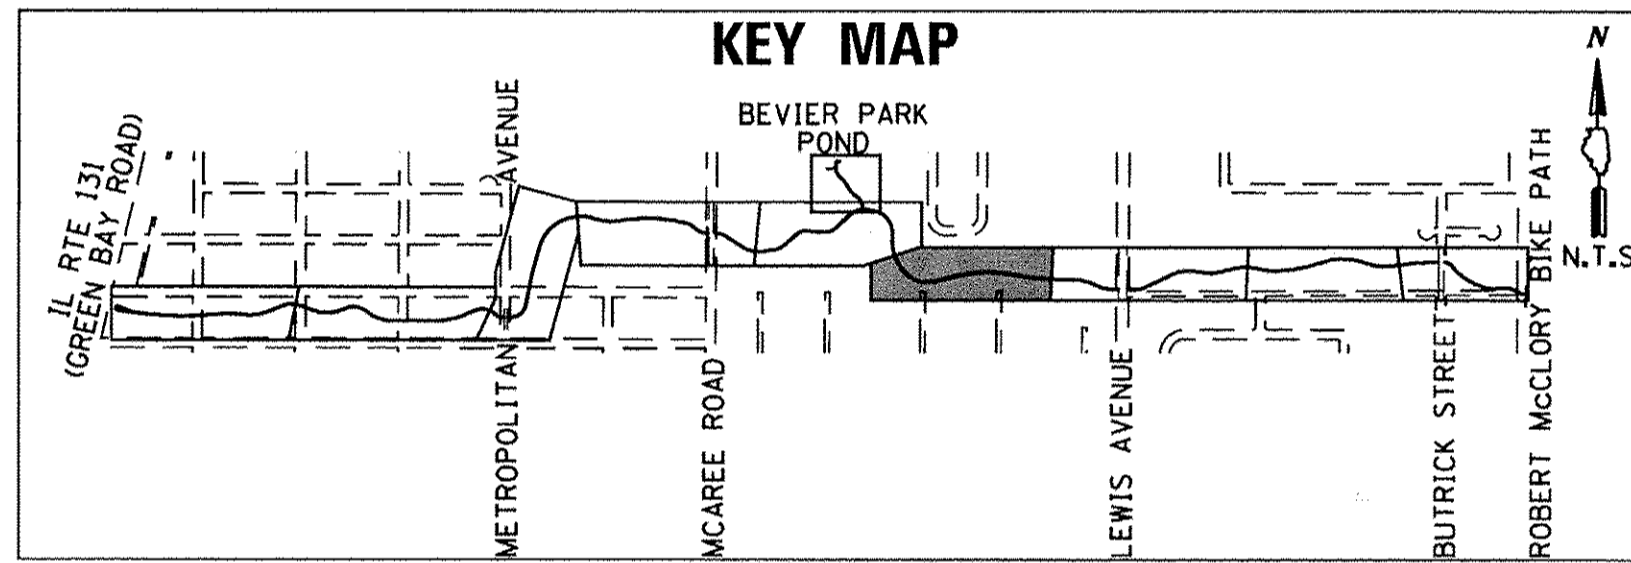 KEY MAP
N
N.T.S
BEVIER PARK
POND
IL RTE 131
(GREEN BAY ROAD)
METROPOLITAN AVENUE
MCAREE ROAD
LEWIS AVENUE
BUTRICK STREET
ROBERT McCLORY BIKE PATH